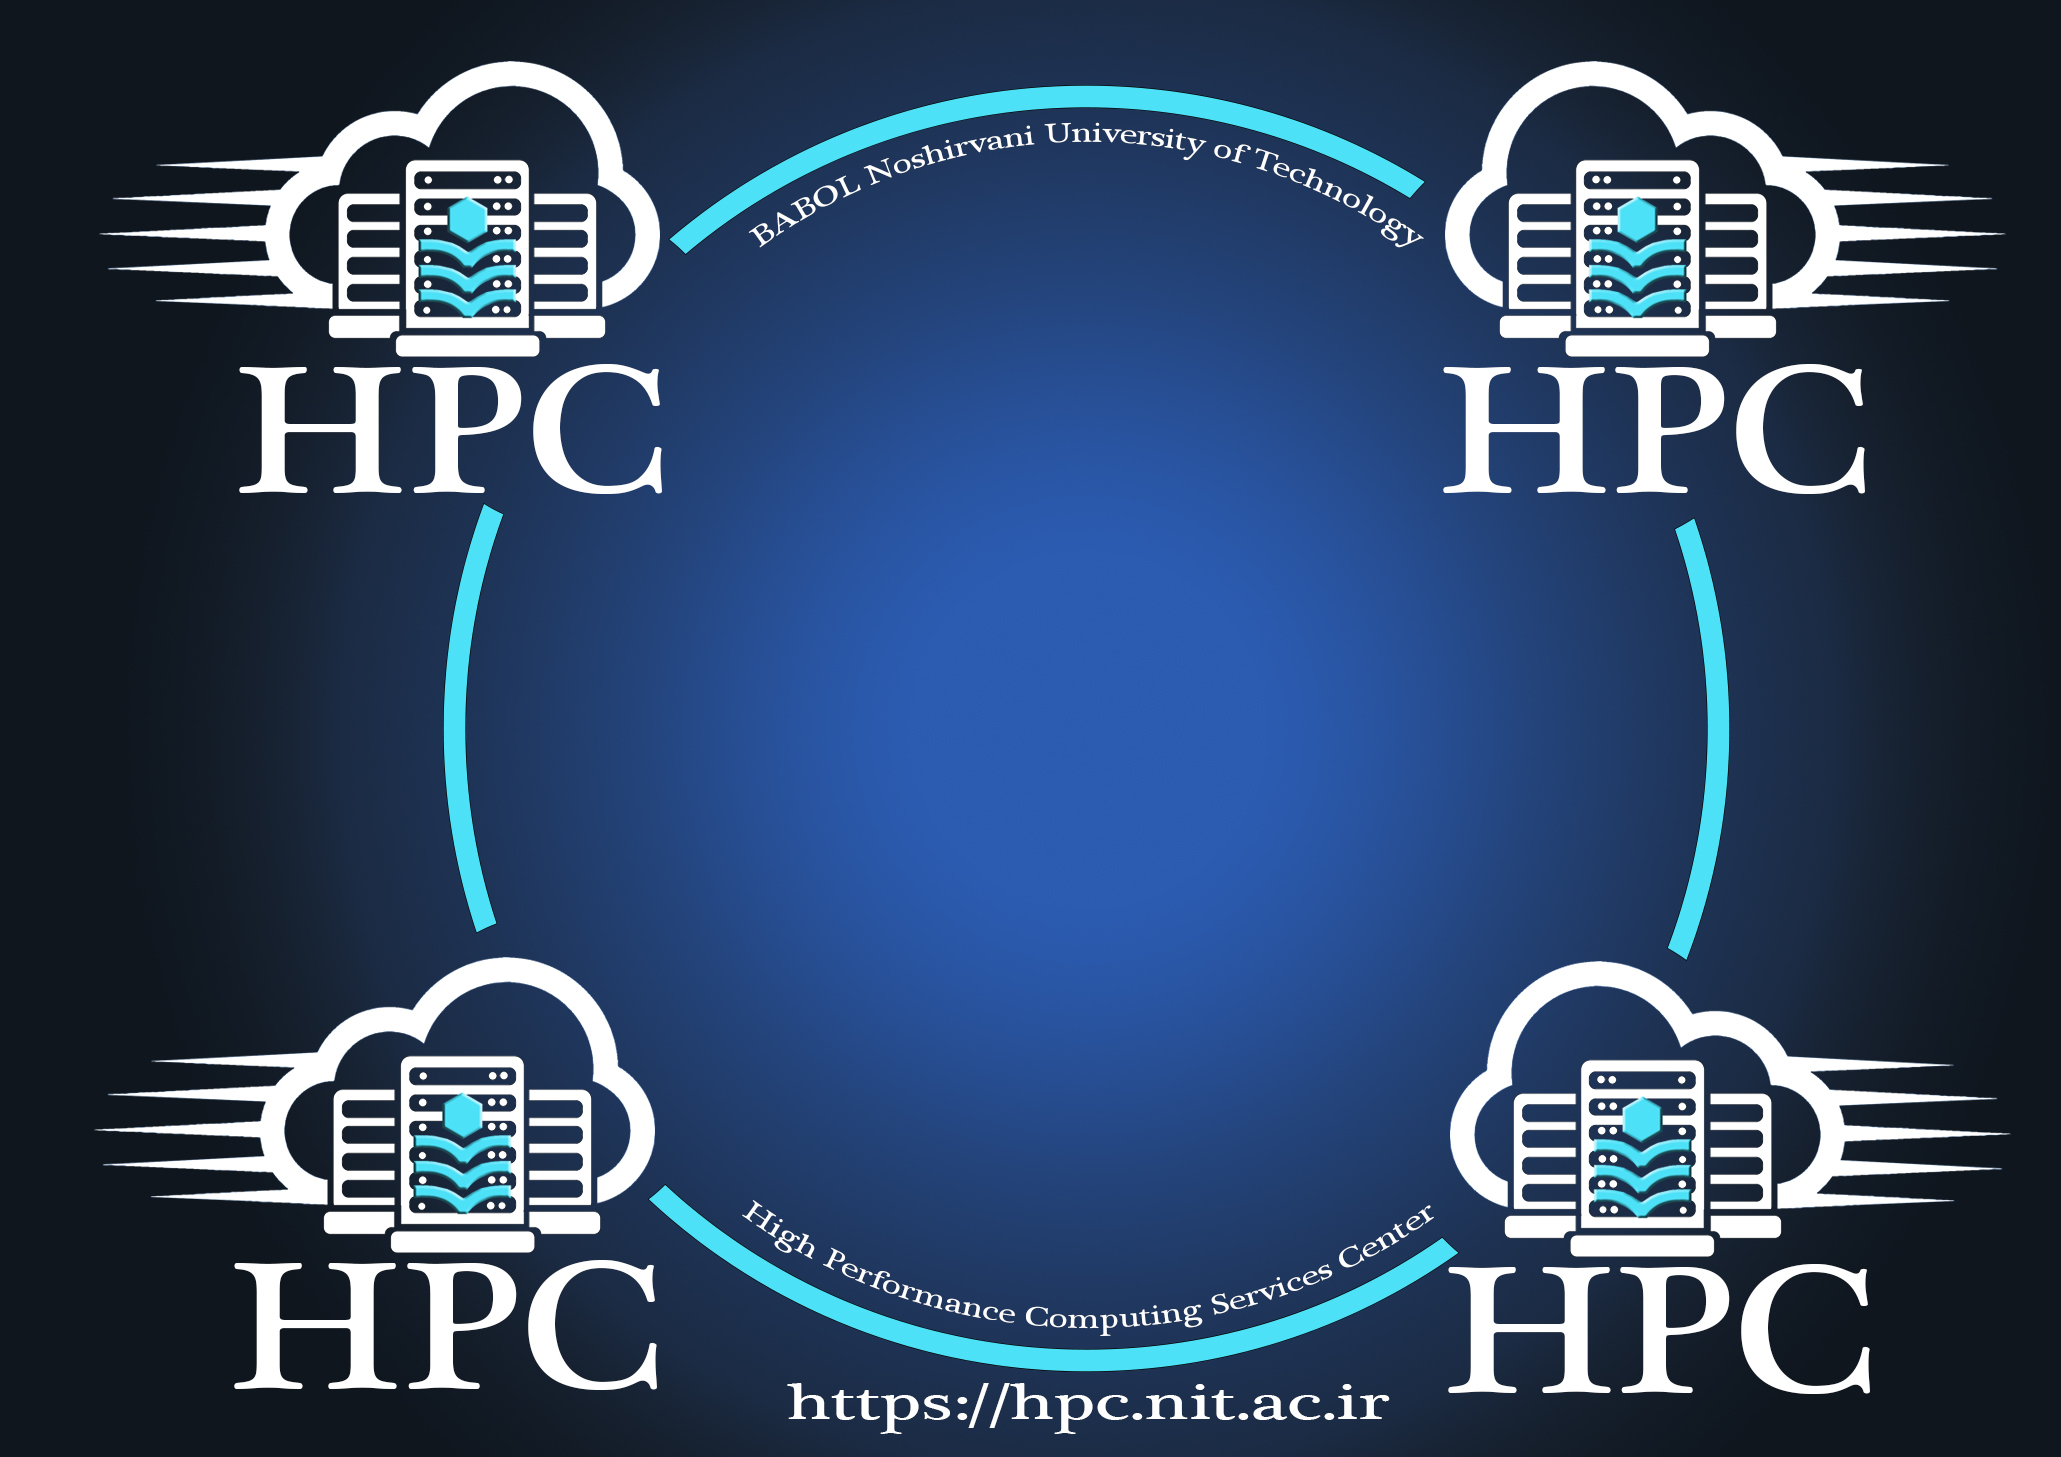 BABOL Noshirvani University of Technology
HPC
HPC
High Performance Computing Services Center
HPC
HPC
https://hpc.nit.ac.ir